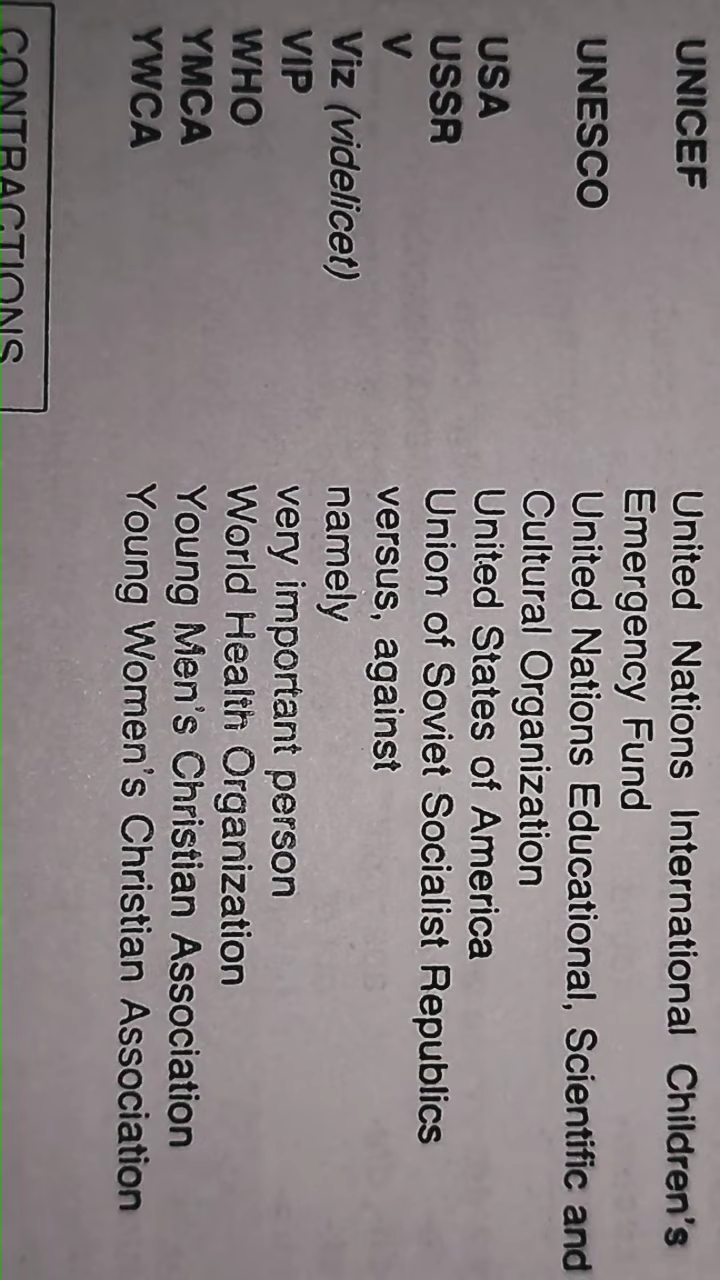 UNICEF United Nations International Children's
Emergency Fund
UNESCO United Nations Educational, Scientific and
Cultural Organization
USA United States of America
USSR Union of Soviet Socialist Republics
V versus, against
Viz (videlicet) namely
VIP very important person
WHO World Health Organization
YMCA Young Men's Christian Association
YWCA Young Women's Christian Association
CONTRACTIONS